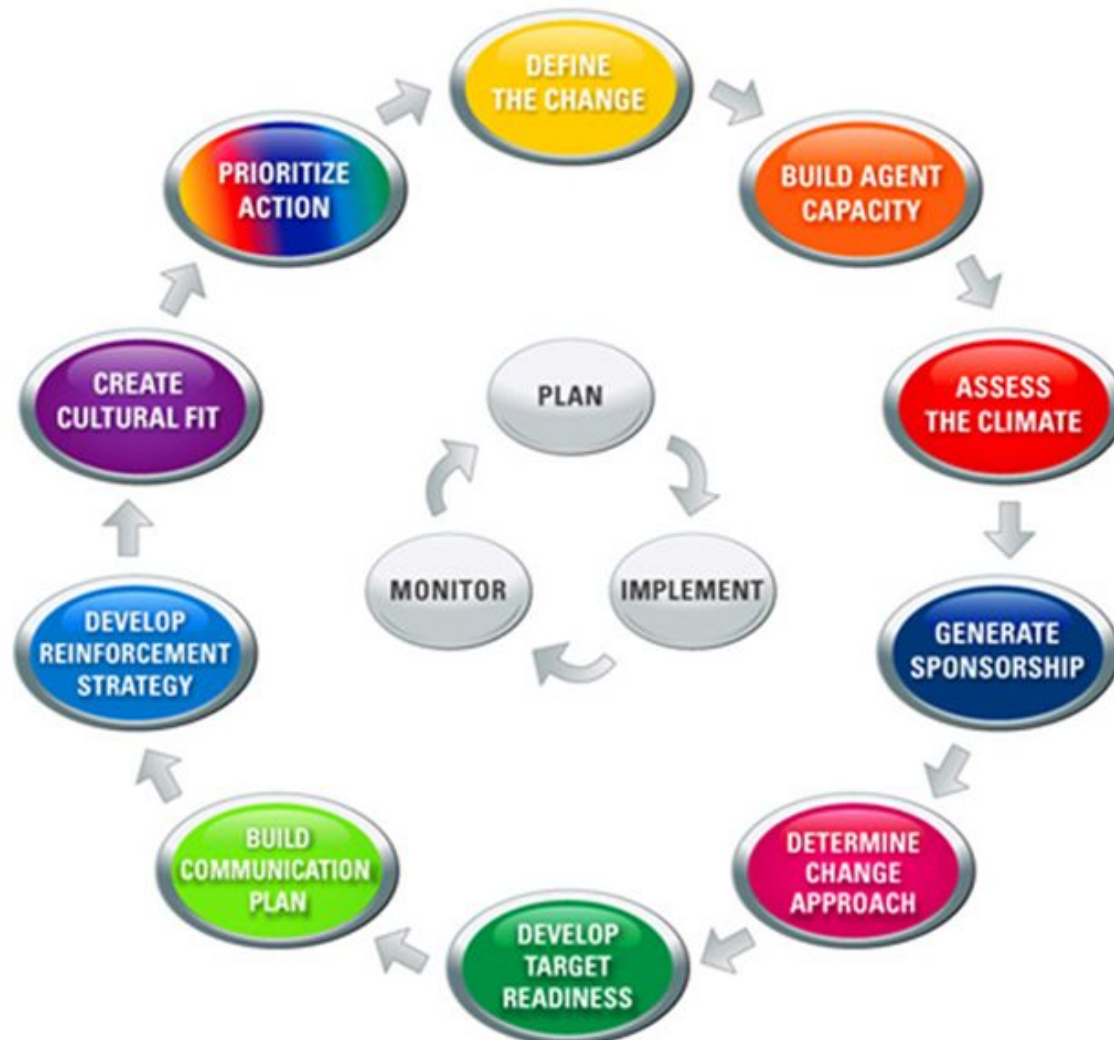 DEFINE
THE CHANGE
BUILD AGENT
CAPACITY
ASSESS
THE CLIMATE
GENERATE
SPONSORSHIP
DETERMINE
CHANGE
APPROACH
DEVELOP
TARGET
READINESS
BUILD
COMMUNICATION
PLAN
DEVELOP
REINFORCEMENT
STRATEGY
CREATE
CULTURAL FIT
PRIORITIZE
ACTION
PLAN
IMPLEMENT
MONITOR